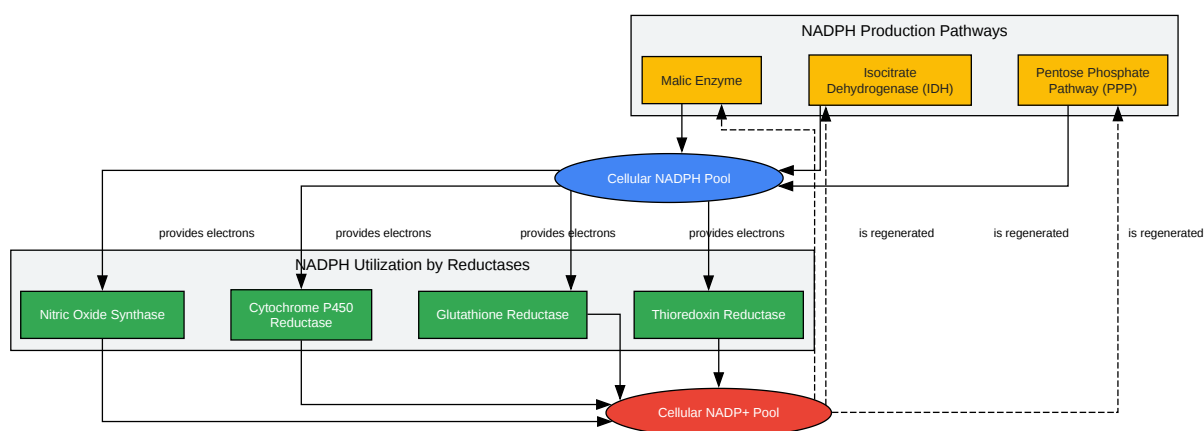 NADPH Production Pathways
Malic Enzyme
Isocitrate
Dehydrogenase (IDH)
Pentose Phosphate
Pathway (PPP)
Cellular NADPH Pool
provides electrons
provides electrons
provides electrons
provides electrons
is regenerated
is regenerated
is regenerated
NADPH Utilization by Reductases
Nitric Oxide Synthase
Cytochrome P450
Reductase
Glutathione Reductase
Thioredoxin Reductase
Cellular NADP+ Pool